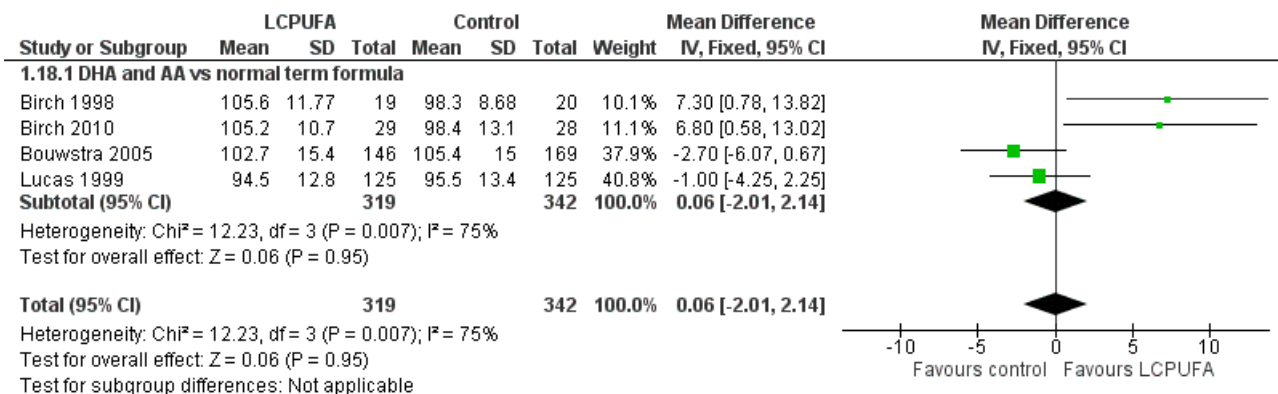 LCPUFA Control Mean Difference Mean Difference
Study or Subgroup Mean SD Total Mean SD Total Weight IV, Fixed, 95% CI IV, Fixed, 95% CI
1.18.1 DHA and AA vs normal term formula
Birch 1998 105.6 11.77 19 98.3 8.68 20 10.1% 7.30 [0.78, 13.82]
Birch 2010 105.2 10.7 29 98.4 13.1 28 11.1% 6.80 [0.58, 13.02]
Bouwstra 2005 102.7 15.4 146 105.4 15 169 37.9% -2.70 [-6.07, 0.67]
Lucas 1999 94.5 12.8 125 95.5 13.4 125 40.8% -1.00 [-4.25, 2.25]
Subtotal (95% CI) 319 342 100.0% 0.06 [-2.01, 2.14]
Heterogeneity: Chi² = 12.23, df = 3 (P = 0.007); I² = 75%
Test for overall effect: Z = 0.06 (P = 0.95)
Total (95% CI) 319 342 100.0% 0.06 [-2.01, 2.14]
Heterogeneity: Chi² = 12.23, df = 3 (P = 0.007); I² = 75%
Test for overall effect: Z = 0.06 (P = 0.95)
Test for subgroup differences: Not applicable
-10 -5 0 5 10
Favours control Favours LCPUFA